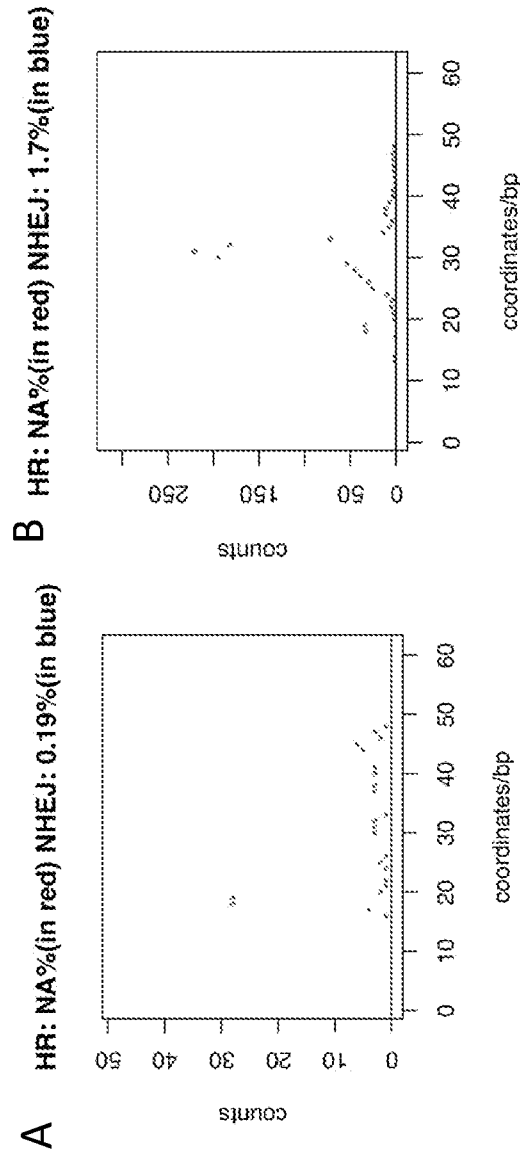 A
HR: NA%(in red) NHEJ: 0.19%(in blue)
counts
50
40
30
20
10
0
0 10 20 30 40 50 60
coordinates/bp
B
HR: NA%(in red) NHEJ: 1.7%(in blue)
counts
250
150
50
0
0 10 20 30 40 50 60
coordinates/bp